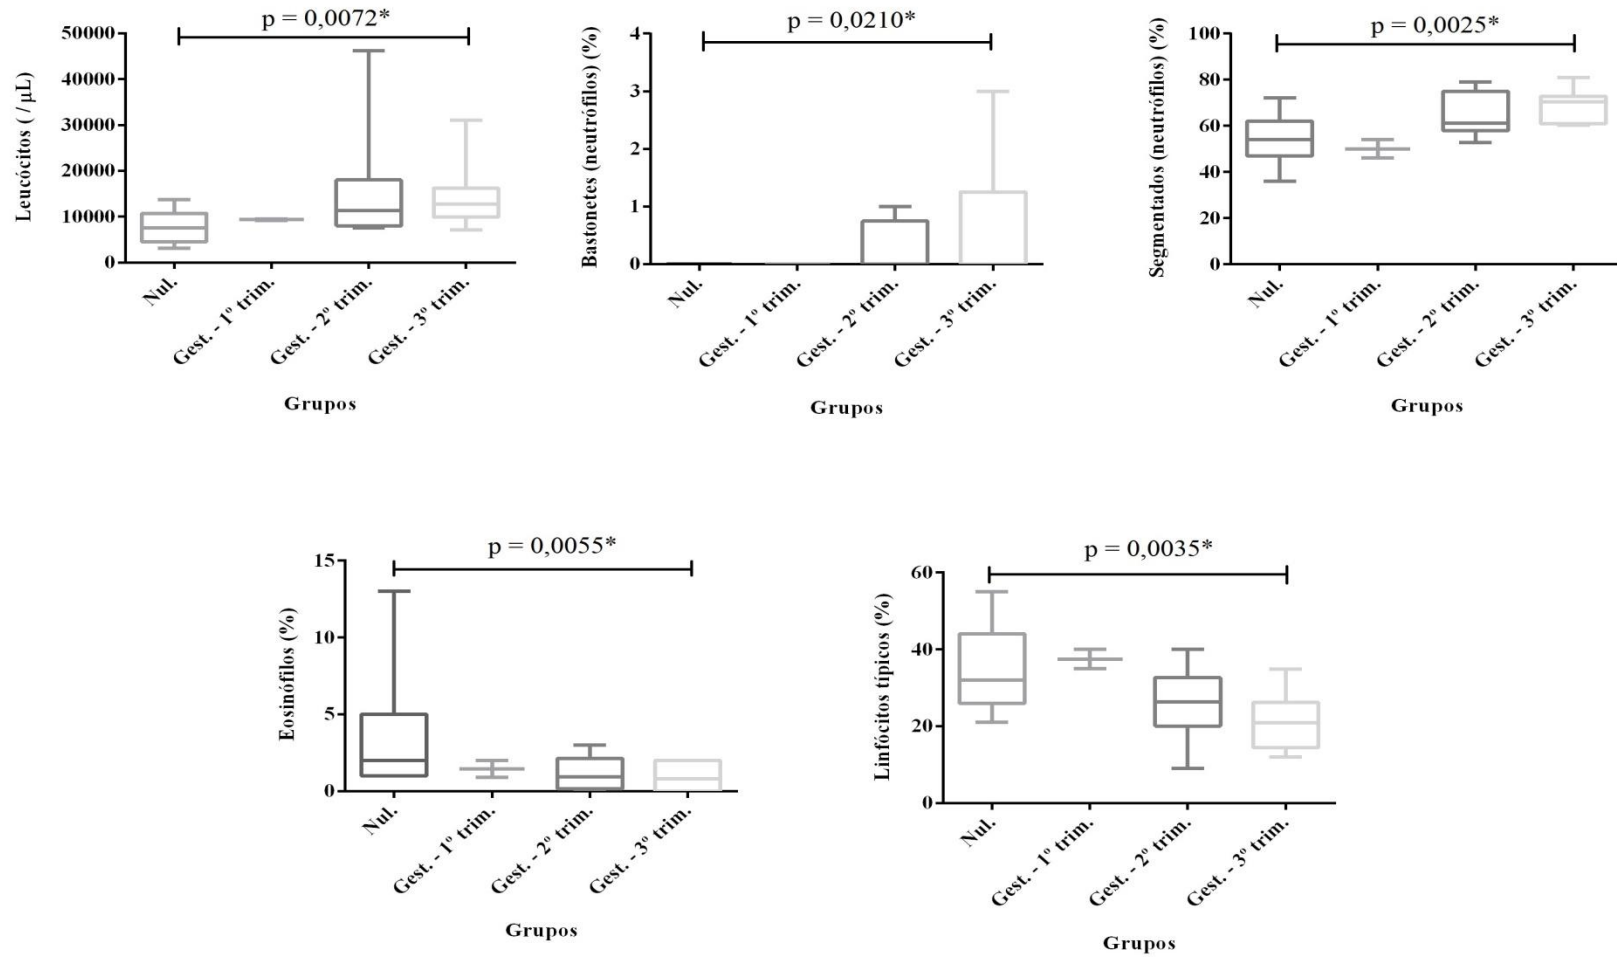 p = 0,0072*
Leucócitos ( / µL)
50000
40000
30000
20000
10000
0
Nul.
Gest. - 1º trim.
Gest. - 2º trim.
Gest. - 3º trim.
Grupos
p = 0,0210*
Bastonetes (neutrófilos) (%)
4
3
2
1
0
Nul.
Gest. - 1º trim.
Gest. - 2º trim.
Gest. - 3º trim.
Grupos
p = 0,0025*
Segmentados (neutrófilos) (%)
100
80
60
40
20
0
Nul.
Gest. - 1º trim.
Gest. - 2º trim.
Gest. - 3º trim.
Grupos
p = 0,0055*
Eosinófilos (%)
15
10
5
0
Nul.
Gest. - 1º trim.
Gest. - 2º trim.
Gest. - 3º trim.
Grupos
p = 0,0035*
Linfócitos típicos (%)
60
40
20
0
Nul.
Gest. - 1º trim.
Gest. - 2º trim.
Gest. - 3º trim.
Grupos